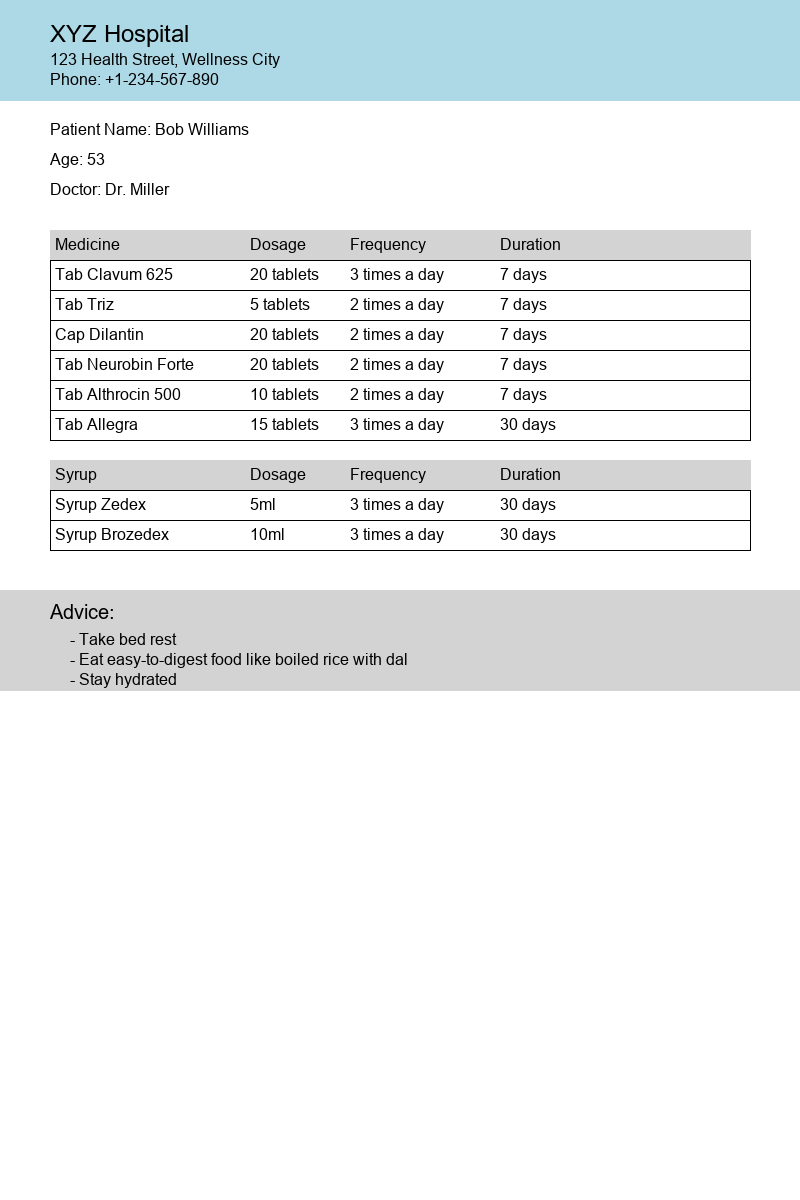 XYZ Hospital
123 Health Street, Wellness City
Phone: +1-234-567-890
Patient Name: Bob Williams
Age: 53
Doctor: Dr. Miller
Medicine Dosage Frequency Duration
Tab Clavum 625 20 tablets 3 times a day 7 days
Tab Triz 5 tablets 2 times a day 7 days
Cap Dilantin 20 tablets 2 times a day 7 days
Tab Neurobin Forte 20 tablets 2 times a day 7 days
Tab Althrocin 500 10 tablets 2 times a day 7 days
Tab Allegra 15 tablets 3 times a day 30 days
Syrup Dosage Frequency Duration
Syrup Zedex 5ml 3 times a day 30 days
Syrup Brozedex 10ml 3 times a day 30 days
Advice:
- Take bed rest
- Eat easy-to-digest food like boiled rice with dal
- Stay hydrated